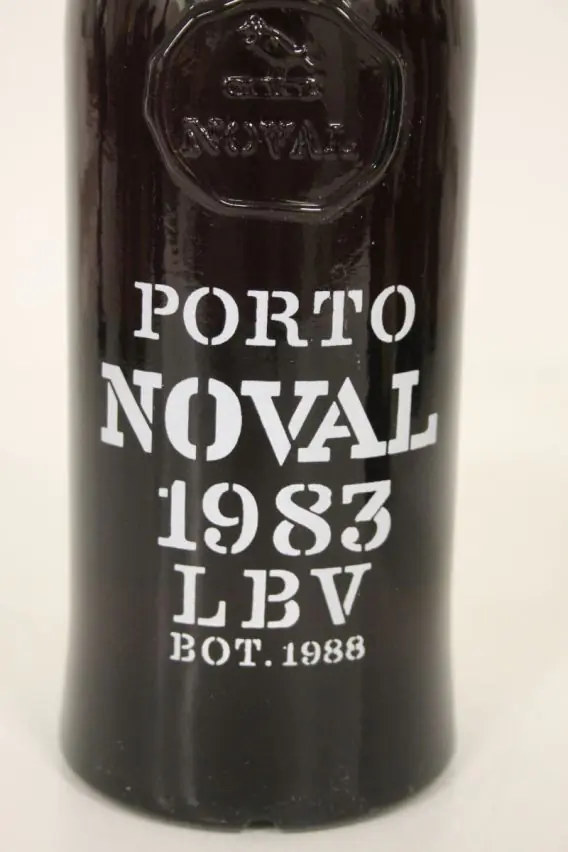 NOVAL
PORTO
NOVAL
1983
LBV
BOT. 1988